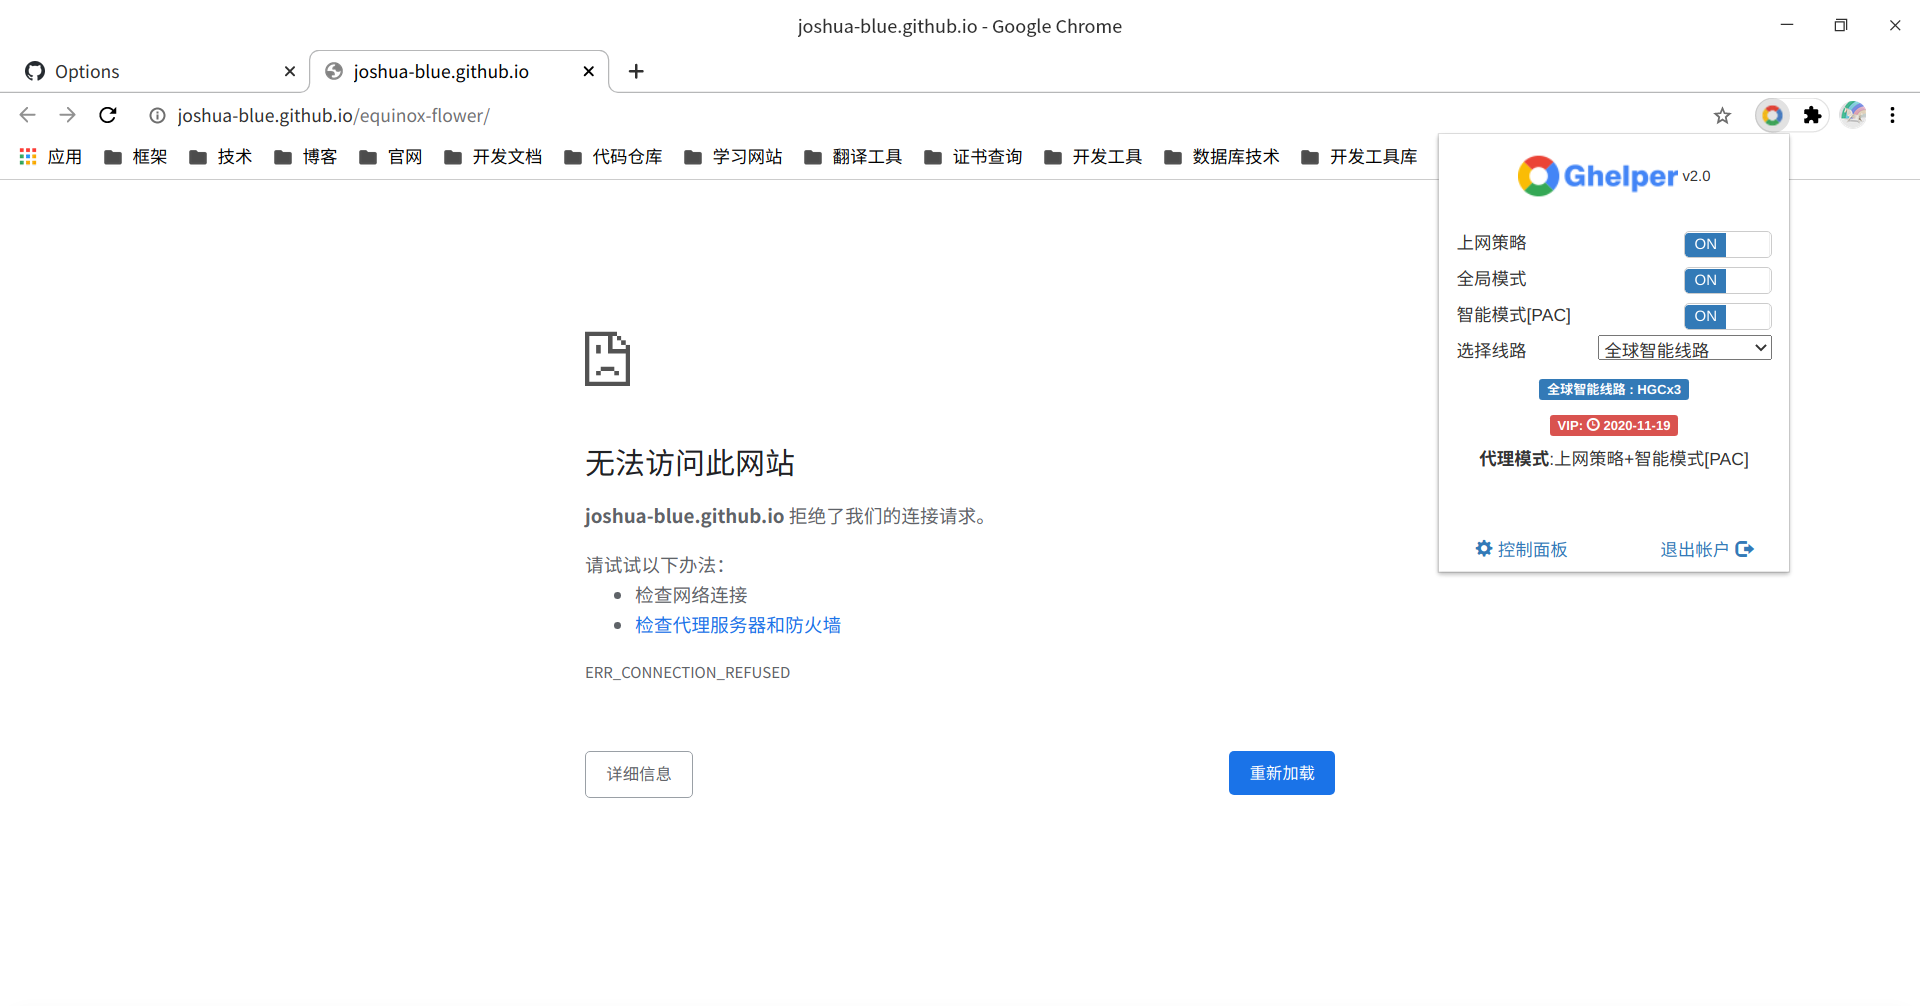 joshua-blue.github.io - Google Chrome
Options
joshua-blue.github.io
joshua-blue.github.io/equinox-flower/
应用 框架 技术 博客 官网 开发文档 代码仓库 学习网站 翻译工具 证书查询 开发工具 数据库技术 开发工具库
Ghelper v2.0
上网策略 ON
全局模式 ON
智能模式[PAC] ON
选择线路 全球智能线路
全球智能线路 : HGCx3
VIP: 2020-11-19
代理模式:上网策略+智能模式[PAC]
控制面板 退出帐户
无法访问此网站
joshua-blue.github.io 拒绝了我们的连接请求。
请试试以下办法：
检查网络连接
检查代理服务器和防火墙
ERR_CONNECTION_REFUSED
详细信息 重新加载